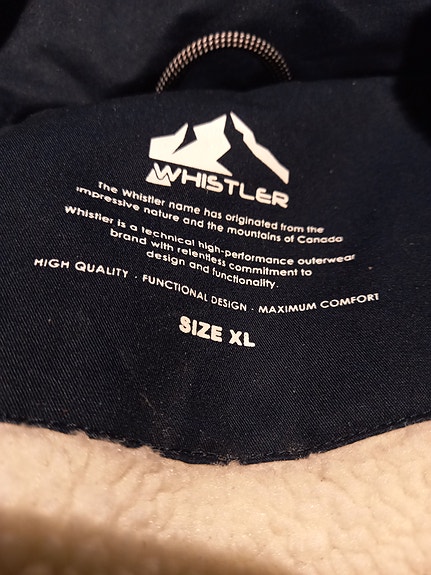 WHISTLER
The Whistler name has originated from the
impressive nature and the mountains of Canada
Whistler is a technical high-performance outerwear
brand with relentless commitment to
design and functionality.
HIGH QUALITY . FUNCTIONAL DESIGN . MAXIMUM COMFORT
SIZE XL